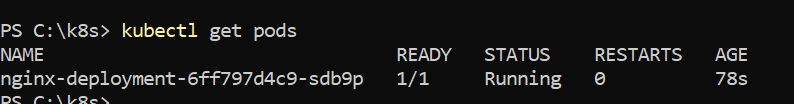 PS C:\k8s> kubectl get pods
NAME READY STATUS RESTARTS AGE
nginx-deployment-6ff797d4c9-sdb9p 1/1 Running 0 78s
PS C:\k8s>